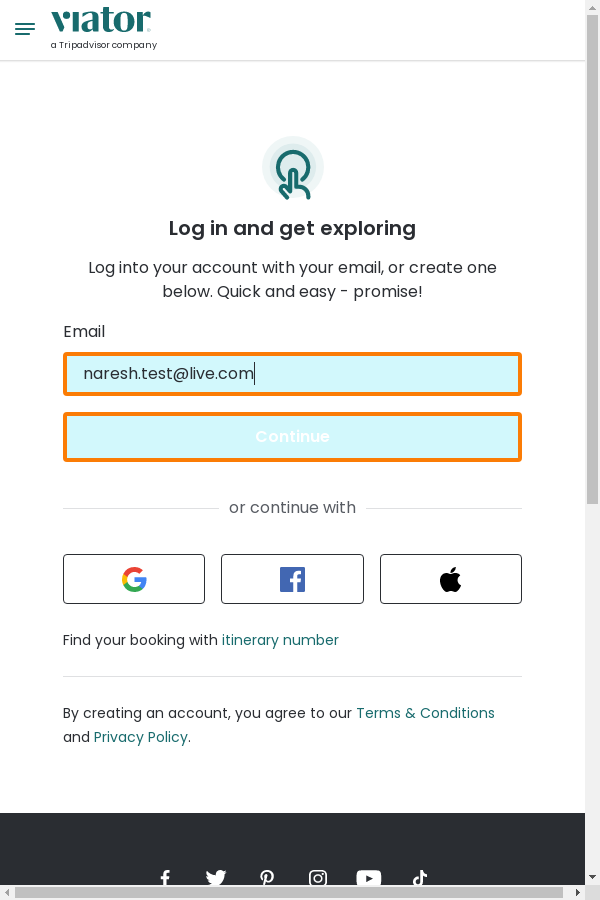 viator
a Tripadvisor company
Log in and get exploring
Log into your account with your email, or create one
below. Quick and easy - promise!
Email
naresh.test@live.com
Continue
or continue with
Find your booking with itinerary number
By creating an account, you agree to our Terms & Conditions
and Privacy Policy.